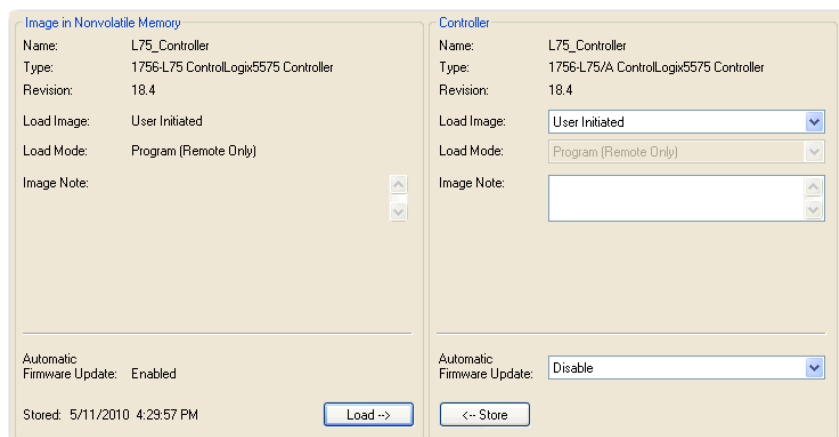 Image in Nonvolatile Memory
Name: L75_Controller
Type: 1756-L75 ControlLogix5575 Controller
Revision: 18.4
Load Image: User Initiated
Load Mode: Program (Remote Only)
Image Note:
Automatic
Firmware Update: Enabled
Stored: 5/11/2010 4:29:57 PM
Load -->
Controller
Name: L75_Controller
Type: 1756-L75/A ControlLogix5575 Controller
Revision: 18.4
Load Image: User Initiated
Load Mode: Program (Remote Only)
Image Note:
Automatic
Firmware Update: Disable
<-- Store